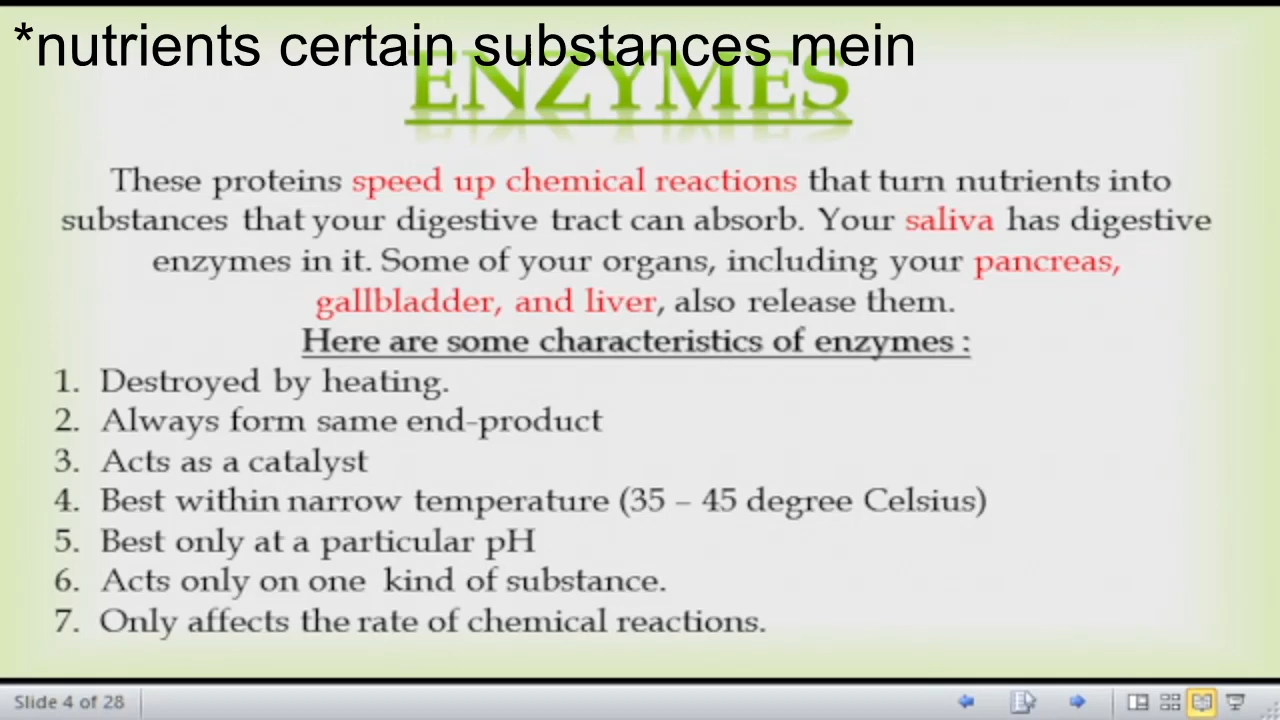 *nutrients certain substances mein
ENZYMES
These proteins speed up chemical reactions that turn nutrients into
substances that your digestive tract can absorb. Your saliva has digestive
enzymes in it. Some of your organs, including your pancreas,
gallbladder, and liver, also release them.
Here are some characteristics of enzymes :
1. Destroyed by heating.
2. Always form same end-product
3. Acts as a catalyst
4. Best within narrow temperature (35 – 45 degree Celsius)
5. Best only at a particular pH
6. Acts only on one kind of substance.
7. Only affects the rate of chemical reactions.
Slide 4 of 28